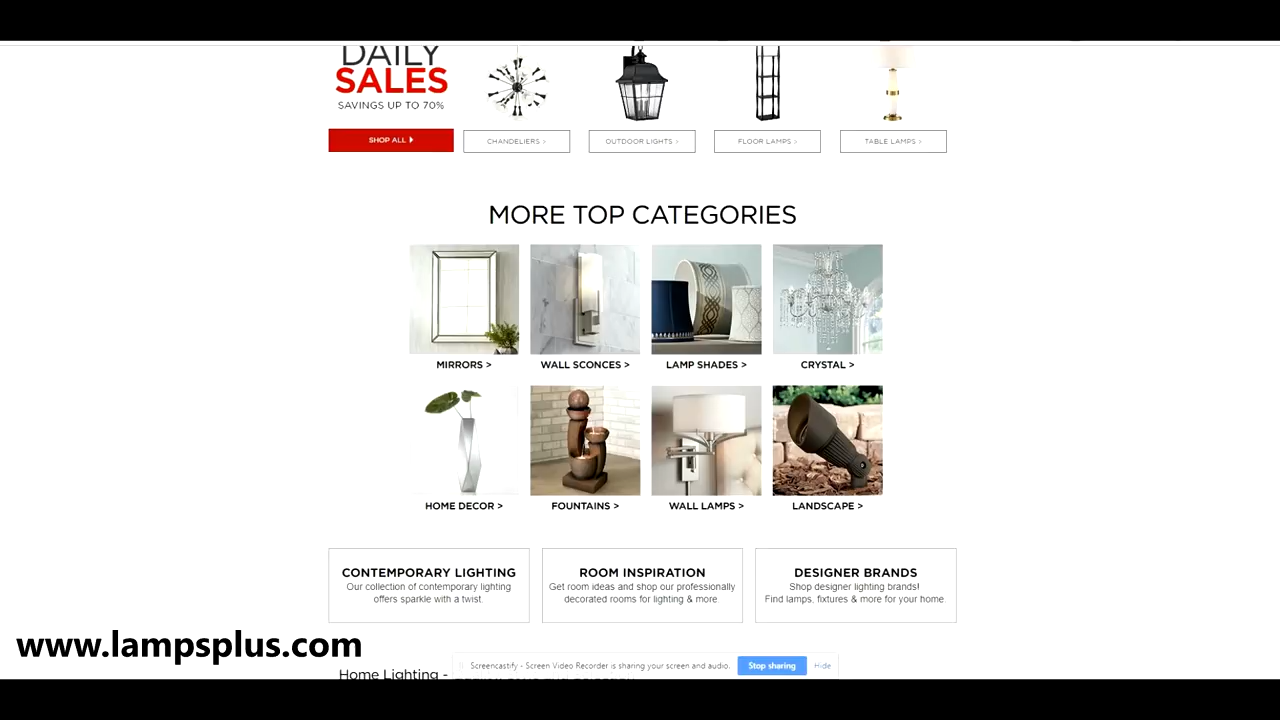 DAILY
SALES
SAVINGS UP TO 70%
SHOP ALL
CHANDELIERS >
OUTDOOR LIGHTS >
FLOOR LAMPS >
TABLE LAMPS >
MORE TOP CATEGORIES
MIRRORS >
WALL SCONCES >
LAMP SHADES >
CRYSTAL >
HOME DECOR >
FOUNTAINS >
WALL LAMPS >
LANDSCAPE >
CONTEMPORARY LIGHTING
Our collection of contemporary lighting
offers sparkle with a twist.
ROOM INSPIRATION
Get room ideas and shop our professionally
decorated rooms for lighting & more
DESIGNER BRANDS
Shop designer lighting brands!
Find lamps, fixtures & more for your home.
www.lampsplus.com
Screencastify - Screen Video Recorder is sharing your screen and audio.
Stop sharing
Hide
Home Lighting -